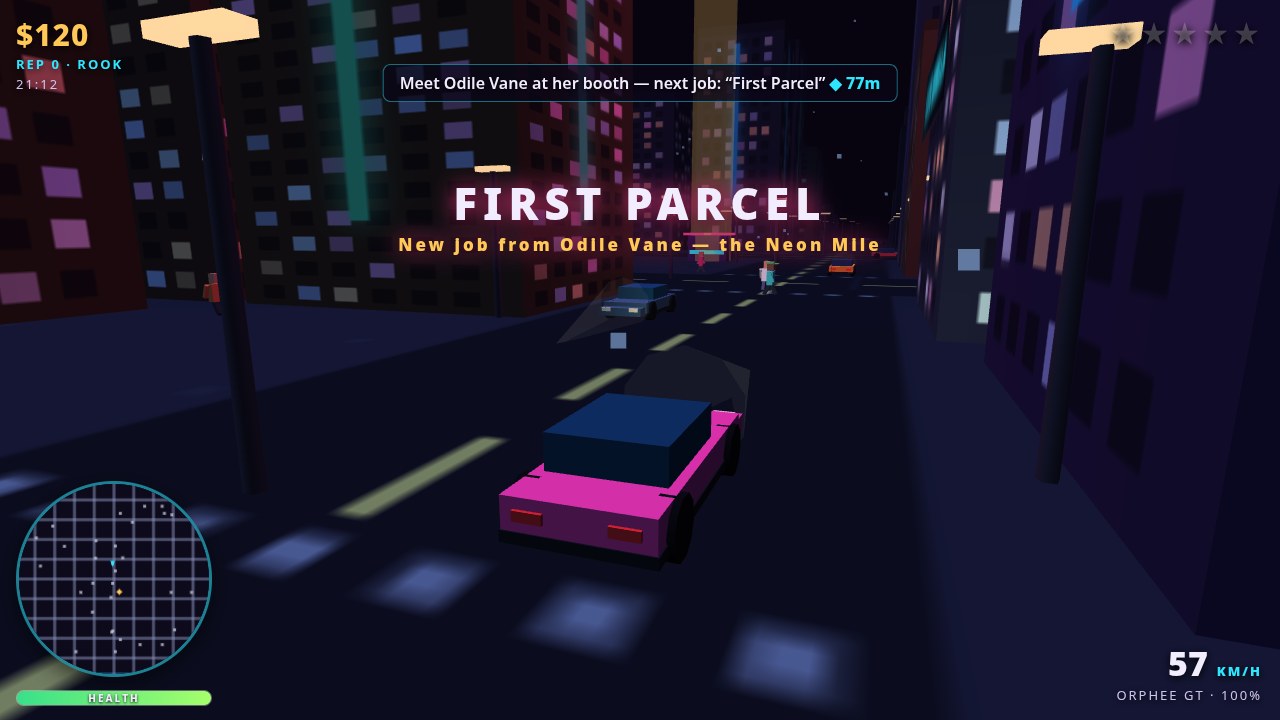 $120
REP 0 · ROOK
21:12
Meet Odile Vane at her booth — next job: “First Parcel” ◆ 77m
FIRST PARCEL
New job from Odile Vane — the Neon Mile
HEALTH
57 KM/H
ORPHEE GT · 100%